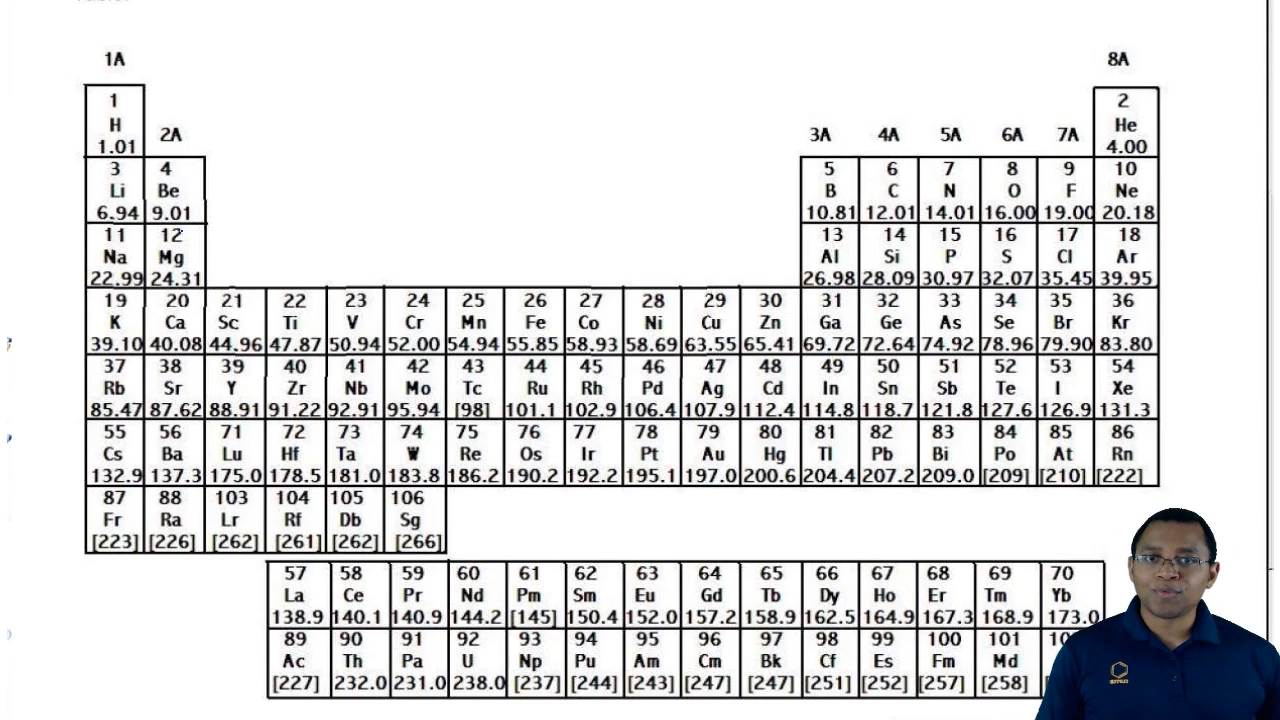 1A 8A
1 2
H 2A 3A 4A 5A 6A 7A He
1.01 4.00
3 4 5 6 7 8 9 10
Li Be B C N O F Ne
6.94 9.01 10.81 12.01 14.01 16.00 19.00 20.18
11 12 13 14 15 16 17 18
Na Mg Al Si P S Cl Ar
22.99 24.31 26.98 28.09 30.97 32.07 35.45 39.95
19 20 21 22 23 24 25 26 27 28 29 30 31 32 33 34 35 36
K Ca Sc Ti V Cr Mn Fe Co Ni Cu Zn Ga Ge As Se Br Kr
39.10 40.08 44.96 47.87 50.94 52.00 54.94 55.85 58.93 58.69 63.55 65.41 69.72 72.64 74.92 78.96 79.90 83.80
37 38 39 40 41 42 43 44 45 46 47 48 49 50 51 52 53 54
Rb Sr Y Zr Nb Mo Tc Ru Rh Pd Ag Cd In Sn Sb Te I Xe
85.47 87.62 88.91 91.22 92.91 95.94 [98] 101.1 102.9 106.4 107.9 112.4 114.8 118.7 121.8 127.6 126.9 131.3
55 56 71 72 73 74 75 76 77 78 79 80 81 82 83 84 85 86
Cs Ba Lu Hf Ta W Re Os Ir Pt Au Hg Tl Pb Bi Po At Rn
132.9 137.3 175.0 178.5 181.0 183.8 186.2 190.2 192.2 195.1 197.0 200.6 204.4 207.2 209.0 [209] [210] [222]
87 88 103 104 105 106
Fr Ra Lr Rf Db Sg
[223] [226] [262] [261] [262] [266]
57 58 59 60 61 62 63 64 65 66 67 68 69 70
La Ce Pr Nd Pm Sm Eu Gd Tb Dy Ho Er Tm Yb
138.9 140.1 140.9 144.2 [145] 150.4 152.0 157.2 158.9 162.5 164.9 167.3 168.9 173.0
89 90 91 92 93 94 95 96 97 98 99 100 101
Ac Th Pa U Np Pu Am Cm Bk Cf Es Fm Md
[227] 232.0 231.0 238.0 [237] [244] [243] [247] [247] [251] [252] [257] [258]